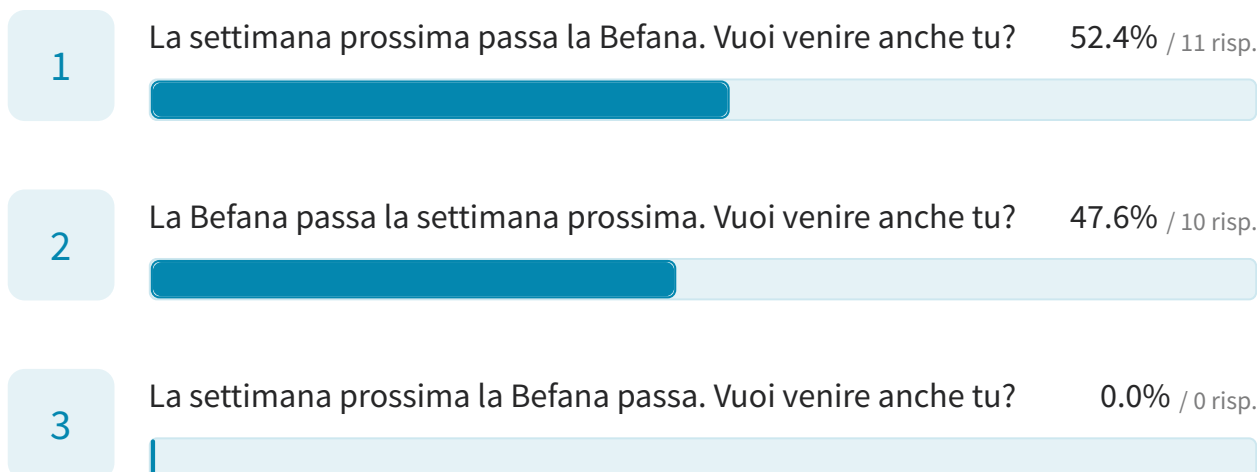 1
La settimana prossima passa la Befana. Vuoi venire anche tu? 52.4% / 11 risp.
2
La Befana passa la settimana prossima. Vuoi venire anche tu? 47.6% / 10 risp.
3
La settimana prossima la Befana passa. Vuoi venire anche tu? 0.0% / 0 risp.